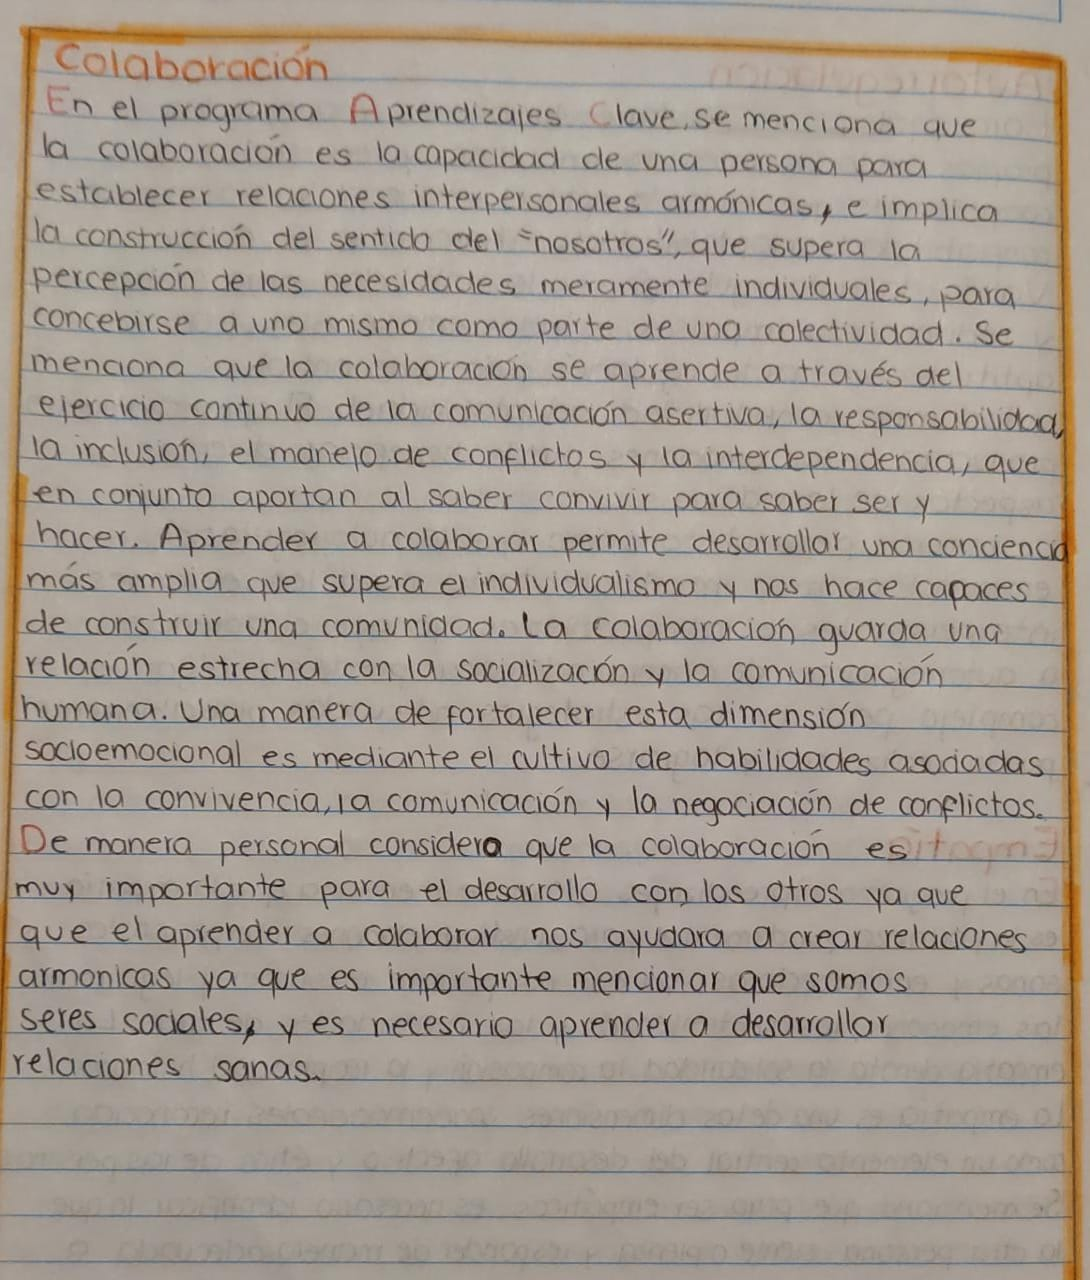 Colaboración
En el programa Aprendizajes Clave, se menciona que
la colaboración es la capacidad de una persona para
establecer relaciones interpersonales armónicas, e implica
la construcción del sentido del "nosotros", que supera la
percepción de las necesidades meramente individuales, para
concebirse a uno mismo como parte de una colectividad. Se
menciona que la colaboración se aprende a través del
ejercicio continuo de la comunicación asertiva, la responsabilidad,
la inclusión, el manejo de conflictos y la interdependencia, que
en conjunto aportan al saber convivir para saber ser y
hacer. Aprender a colaborar permite desarrollar una conciencia
más amplia que supera el individualismo y nos hace capaces
de construir una comunidad. La colaboración guarda una
relación estrecha con la socialización y la comunicación
humana. Una manera de fortalecer esta dimensión
socioemocional es mediante el cultivo de habilidades asociadas
con la convivencia, la comunicación y la negociación de conflictos.
De manera personal considero que la colaboración es
muy importante para el desarrollo con los otros ya que
que el aprender a colaborar nos ayudara a crear relaciones
armonicas ya que es importante mencionar que somos
seres sociales, y es necesario aprender a desarrollar
relaciones sanas.